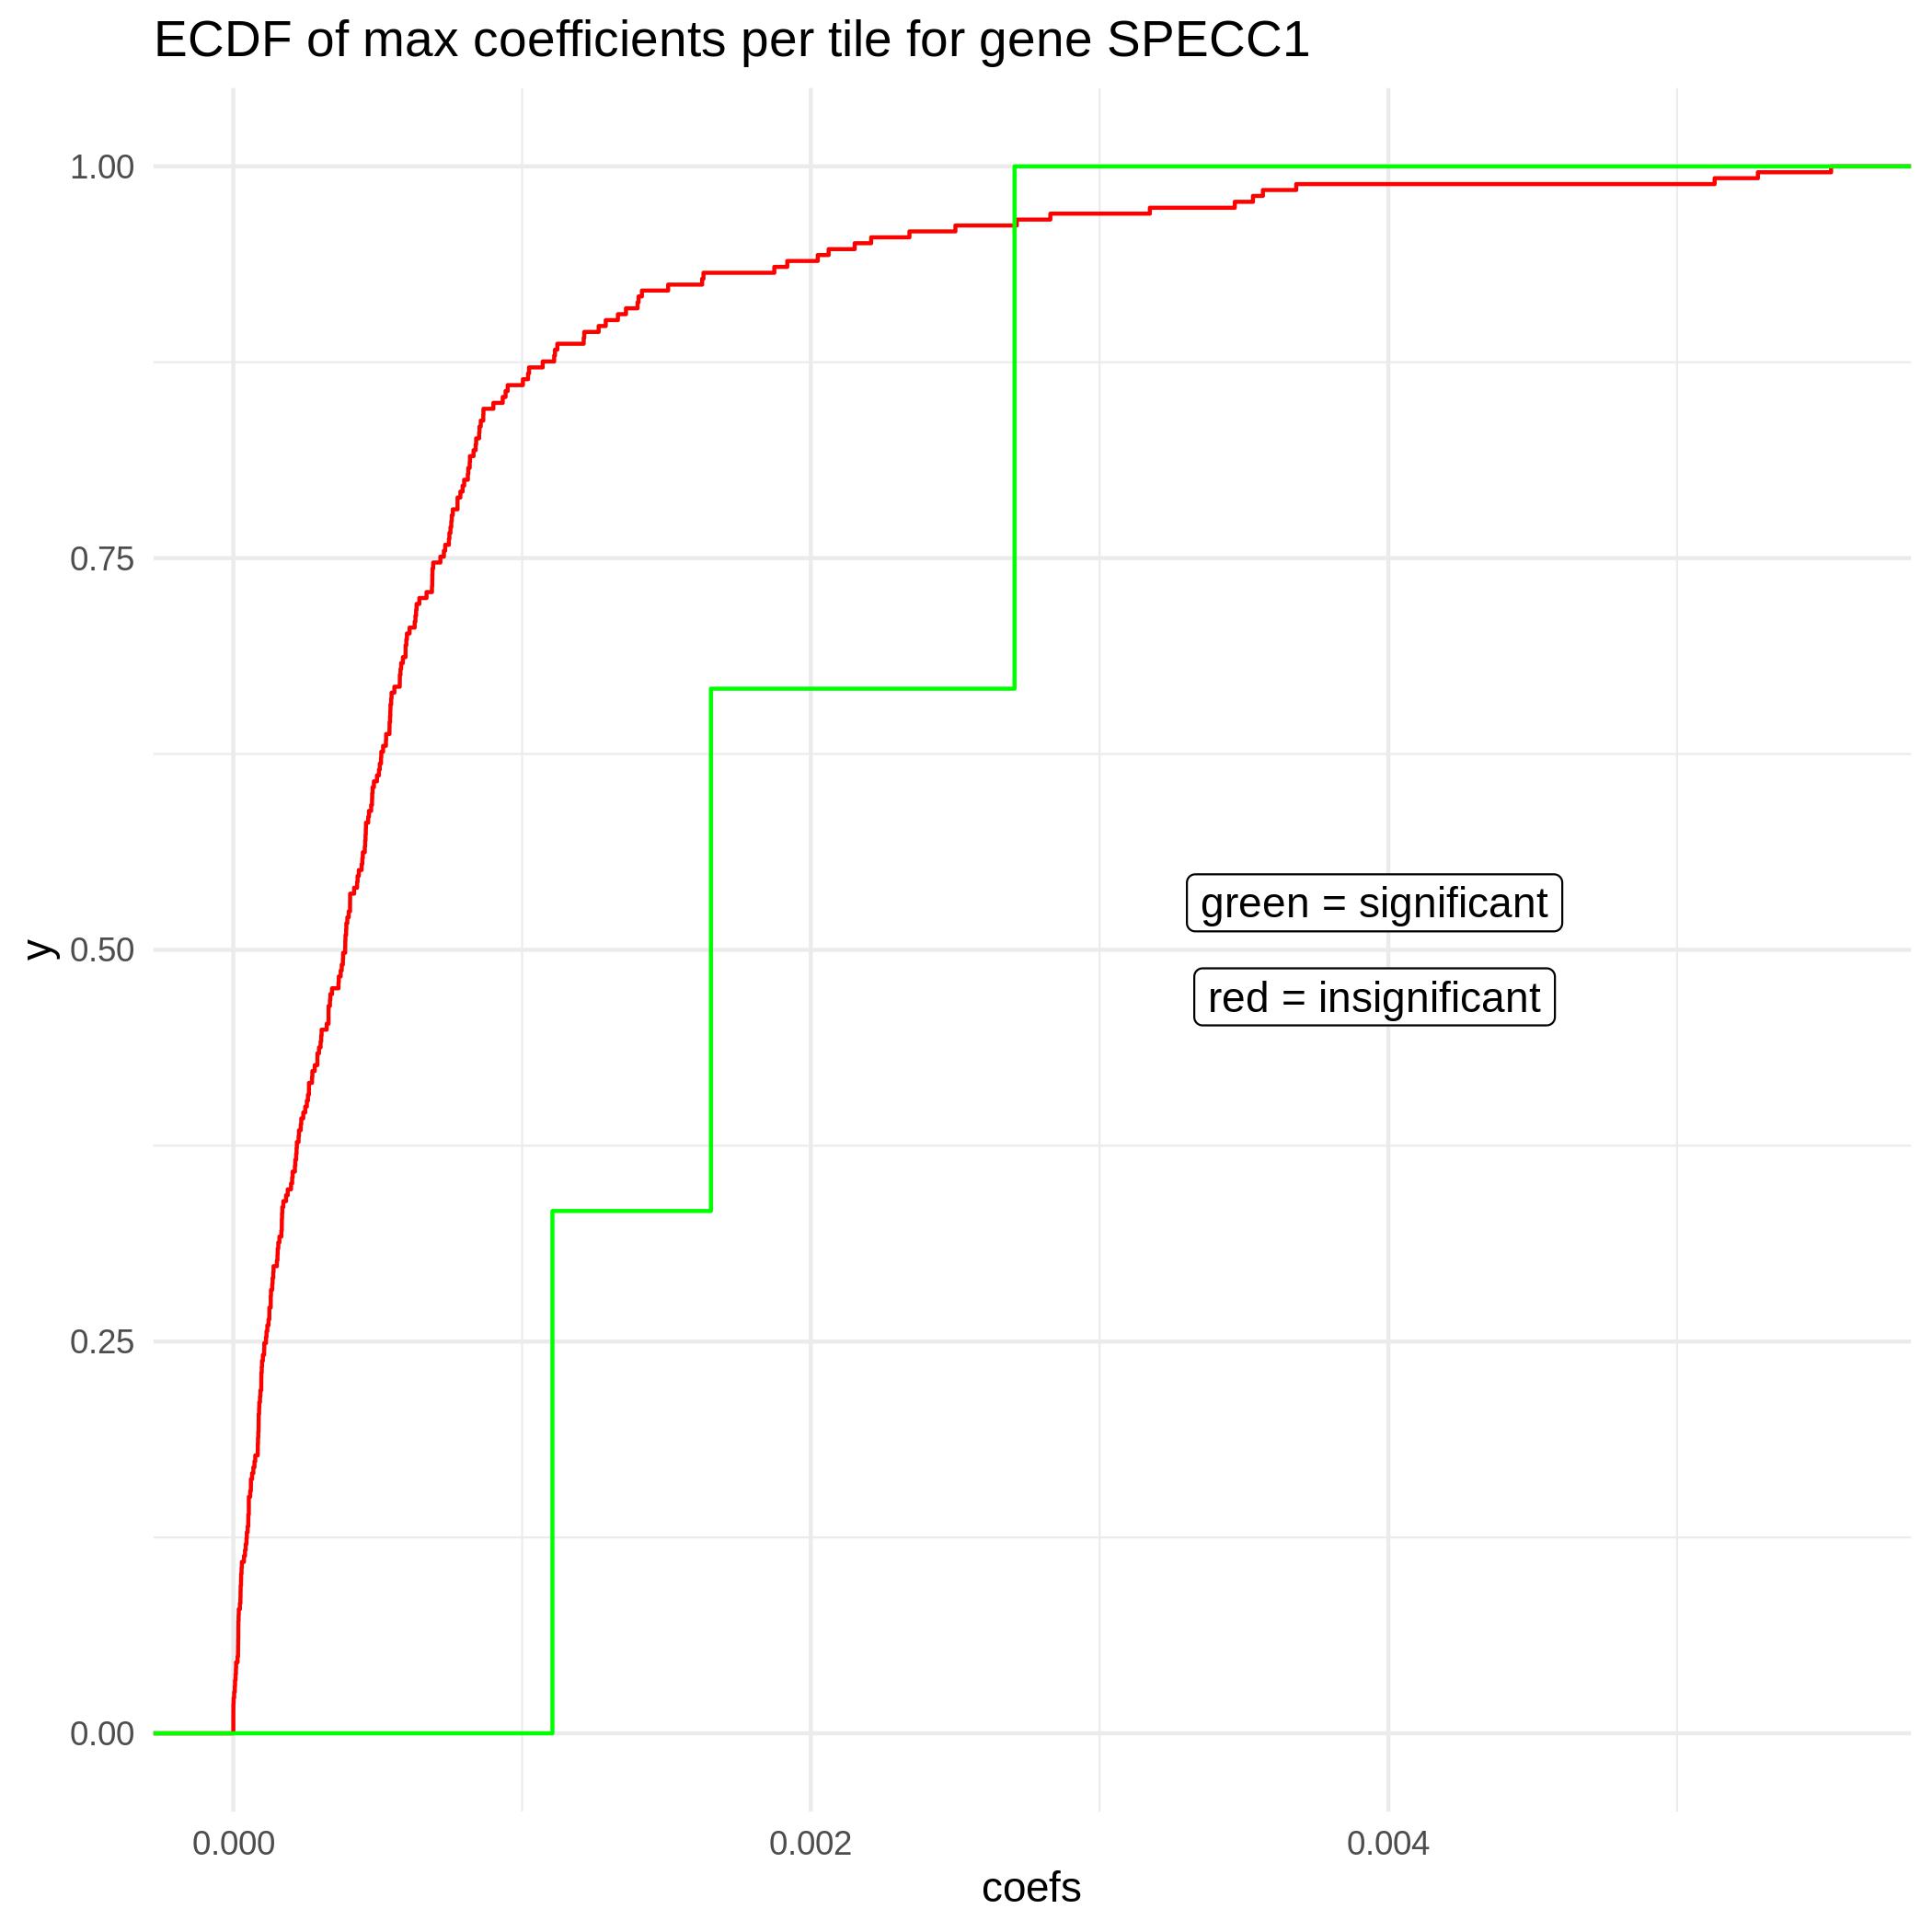 ECDF of max coefficients per tile for gene SPECC1
1.00
0.75
0.50
0.25
0.00
y
green = significant
red = insignificant
0.000
0.002
0.004
coefs